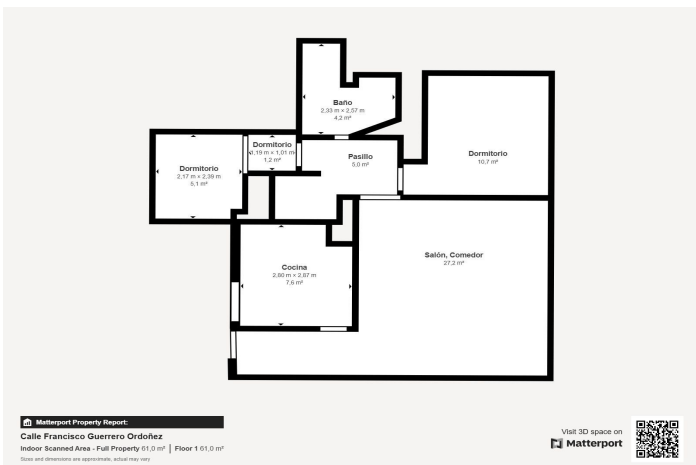 Baño
2,33 m × 2,57 m
4,2 m²
Dormitorio
1,19 m × 1,01 m
1,2 m²
Dormitorio
2,17 m × 2,39 m
5,1 m²
Pasillo
5,0 m²
Dormitorio
10,7 m²
Cocina
2,80 m × 2,87 m
7,6 m²
Salón, Comedor
27,2 m²
Matterport Property Report:
Calle Francisco Guerrero Ordoñez
Indoor Scanned Area - Full Property 61,0 m² | Floor 1 61,0 m²
Sizes and dimensions are approximate, actual may vary
Visit 3D space on
Matterport